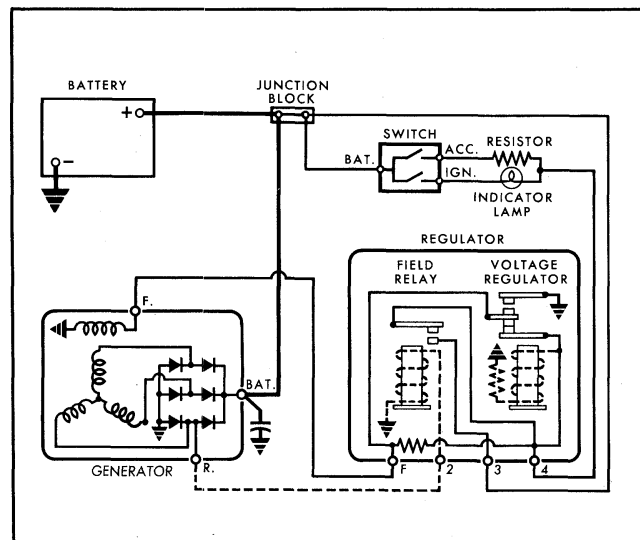 BATTERY
+
-
JUNCTION
BLOCK
SWITCH
BAT.
ACC.
IGN.
RESISTOR
INDICATOR
LAMP
REGULATOR
FIELD
RELAY
VOLTAGE
REGULATOR
F.
BAT.
GENERATOR
R.
F
2
3
4